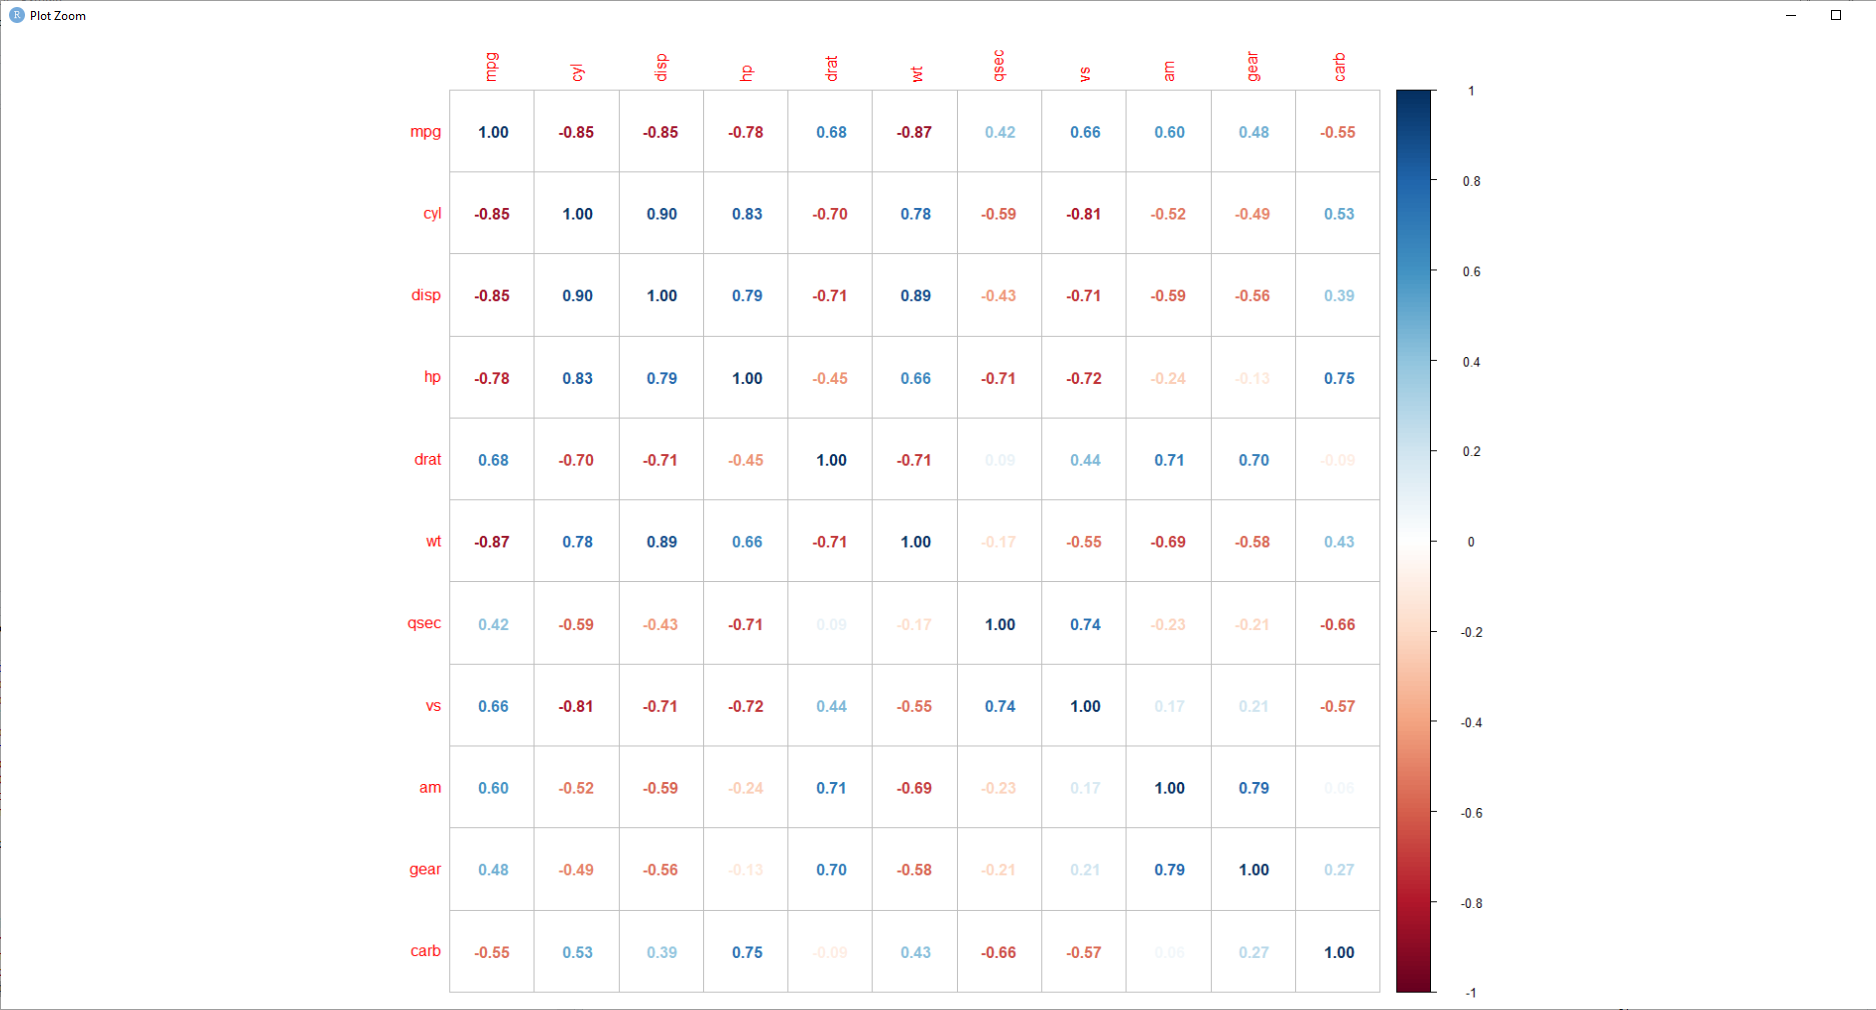 R Plot Zoom
mpg cyl disp hp drat wt qsec vs am gear carb
mpg 1.00 -0.85 -0.85 -0.78 0.68 -0.87 0.42 0.66 0.60 0.48 -0.55
cyl -0.85 1.00 0.90 0.83 -0.70 0.78 -0.59 -0.81 -0.52 -0.49 0.53
disp -0.85 0.90 1.00 0.79 -0.71 0.89 -0.43 -0.71 -0.59 -0.56 0.39
hp -0.78 0.83 0.79 1.00 -0.45 0.66 -0.71 -0.72 -0.24 -0.13 0.75
drat 0.68 -0.70 -0.71 -0.45 1.00 -0.71 0.09 0.44 0.71 0.70 -0.09
wt -0.87 0.78 0.89 0.66 -0.71 1.00 -0.17 -0.55 -0.69 -0.58 0.43
qsec 0.42 -0.59 -0.43 -0.71 0.09 -0.17 1.00 0.74 -0.23 -0.21 -0.66
vs 0.66 -0.81 -0.71 -0.72 0.44 -0.55 0.74 1.00 0.17 0.21 -0.57
am 0.60 -0.52 -0.59 -0.24 0.71 -0.69 -0.23 0.17 1.00 0.79 0.06
gear 0.48 -0.49 -0.56 -0.13 0.70 -0.58 -0.21 0.21 0.79 1.00 0.27
carb -0.55 0.53 0.39 0.75 -0.09 0.43 -0.66 -0.57 0.06 0.27 1.00
1
0.8
0.6
0.4
0.2
0
-0.2
-0.4
-0.6
-0.8
-1